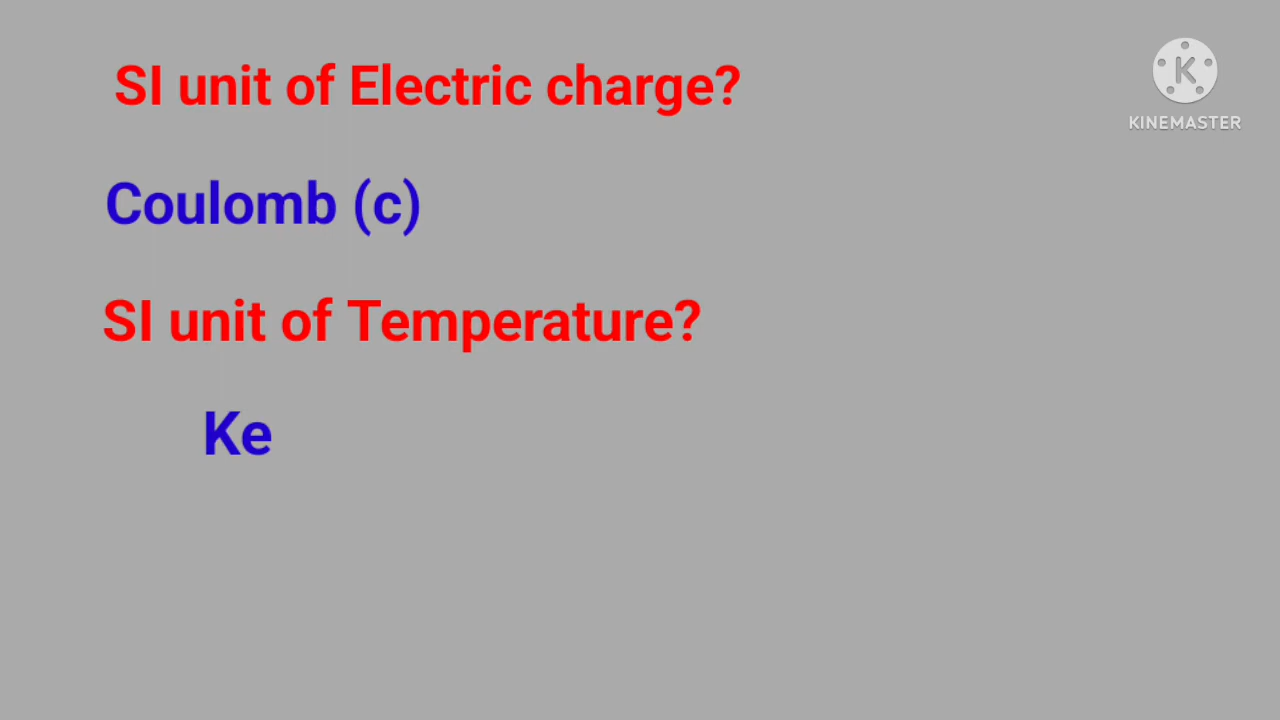 SI unit of Electric charge?
KINEMASTER
Coulomb (c)
SI unit of Temperature?
Ke